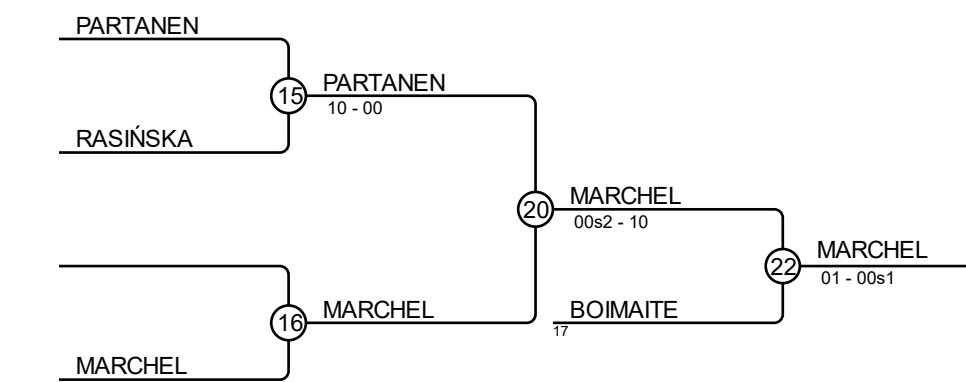 PARTANEN
15
PARTANEN
10 - 00
RASIŃSKA
20
MARCHEL
00s2 - 10
22
MARCHEL
01 - 00s1
16
MARCHEL
BOIMAITE
17
MARCHEL